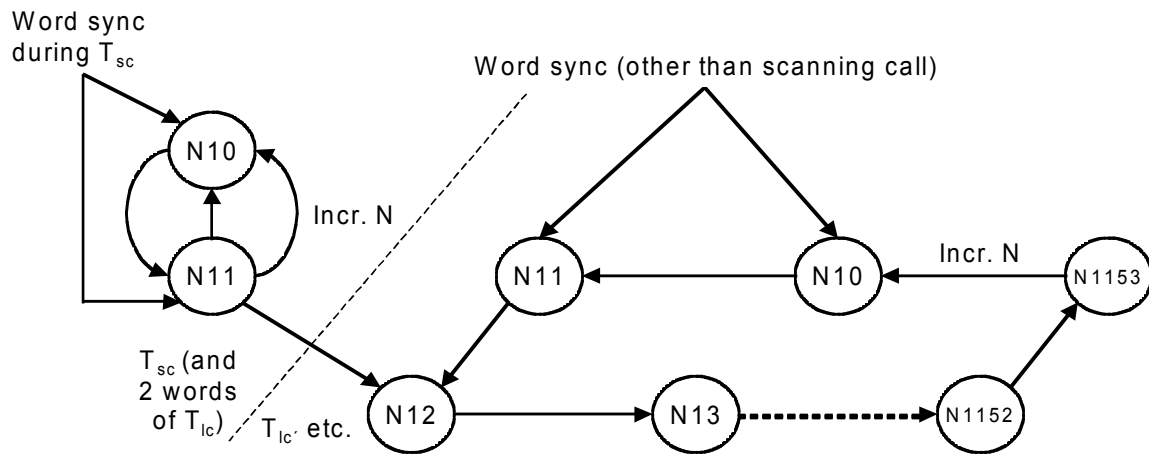 Word sync
during Tsc
Word sync (other than scanning call)
N10
Incr. N
N11
N11
N10
Incr. N
N1153
Tsc (and
2 words
of Tlc)
Tlc′ etc.
N12
N13
N1152